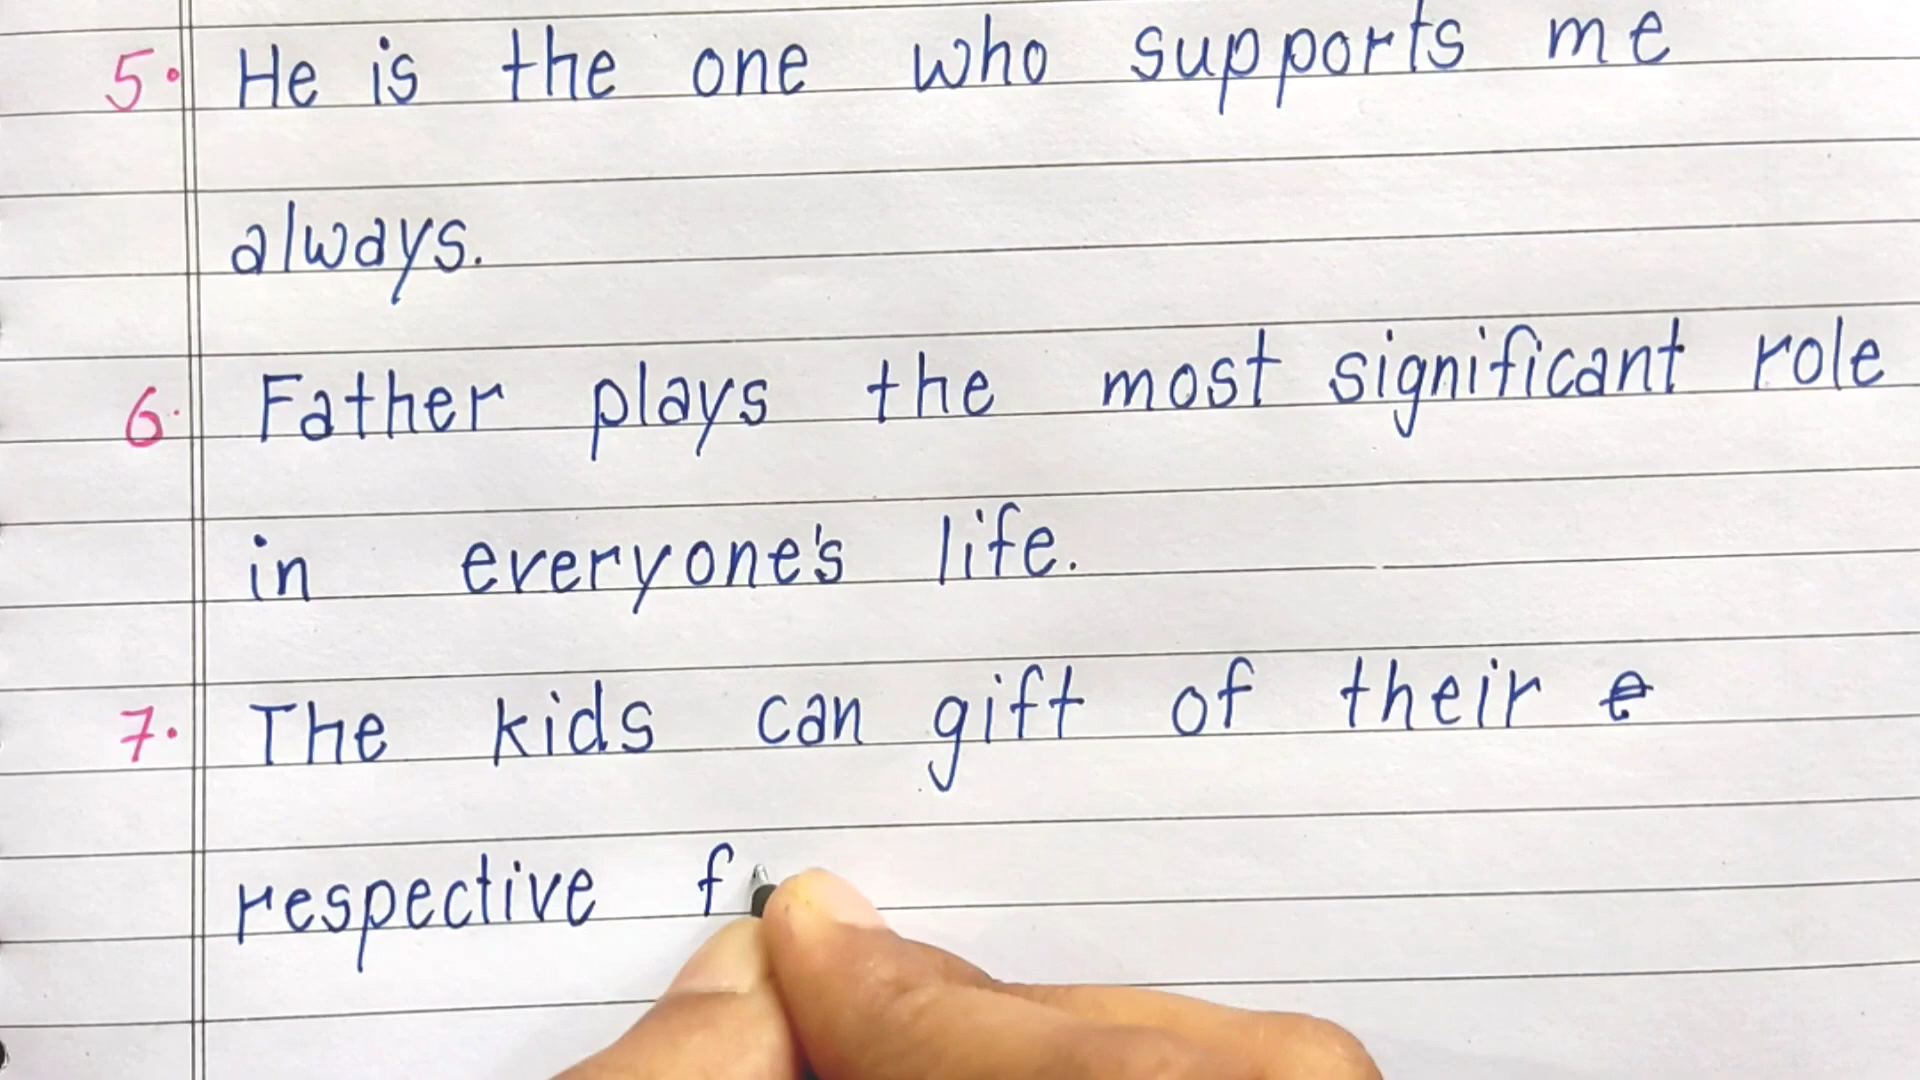 5. He is the one who supports me
always.
6. Father plays the most significant role
in everyone's life.
7. The kids can gift of their e
respective f